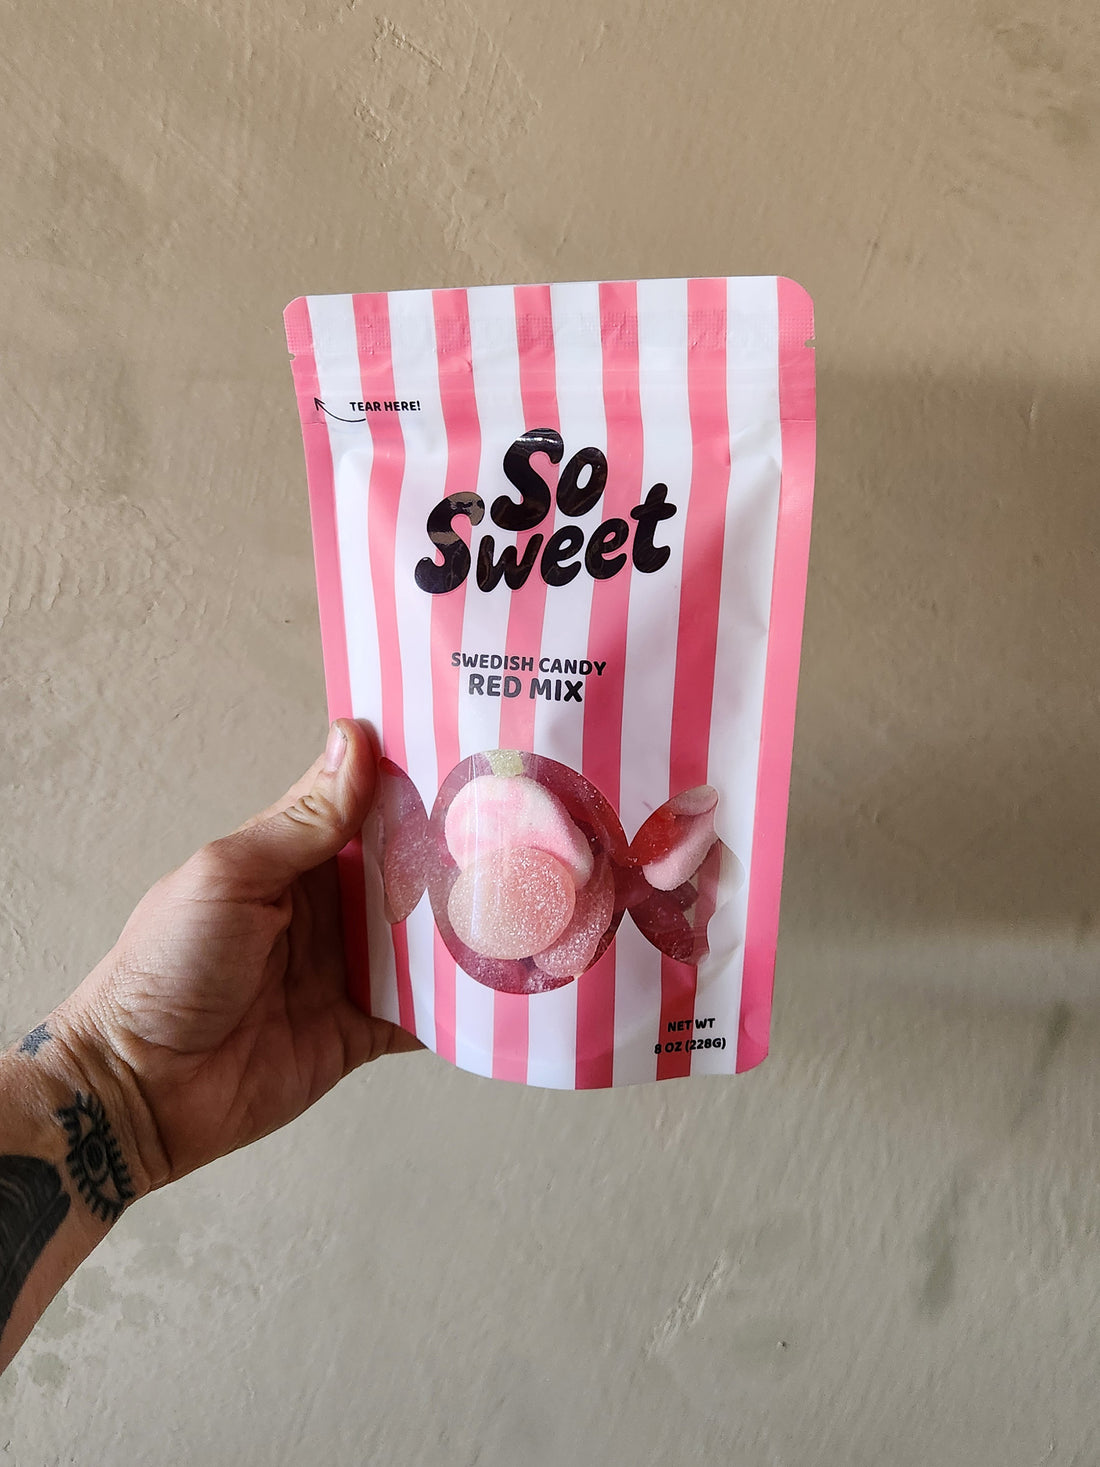 TEAR HERE!
So
Sweet
SWEDISH CANDY
RED MIX
NET WT
8 OZ (228G)